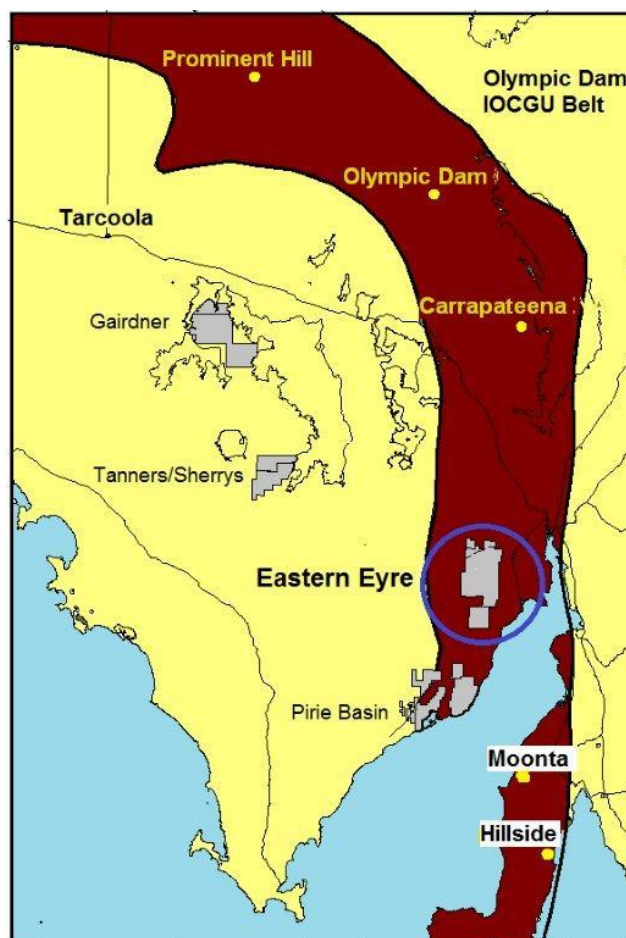 Prominent Hill
Olympic Dam
IOCGU Belt
Olympic Dam
Tarcoola
Carrapateena
Gairdner
Tanners/Sherrys
Eastern Eyre
Pirie Basin
Moonta
Hillside